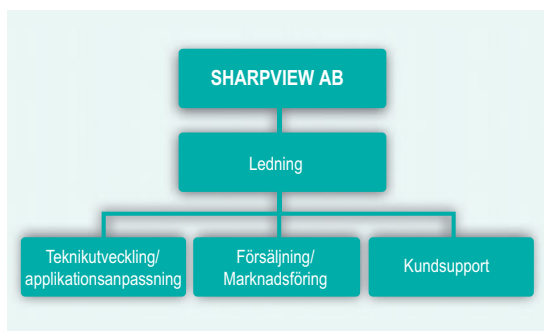 SHARPVIEW AB
Ledning
Teknikutveckling/
applikationsanpassning
Försäljning/
Marknadsföring
Kundsupport